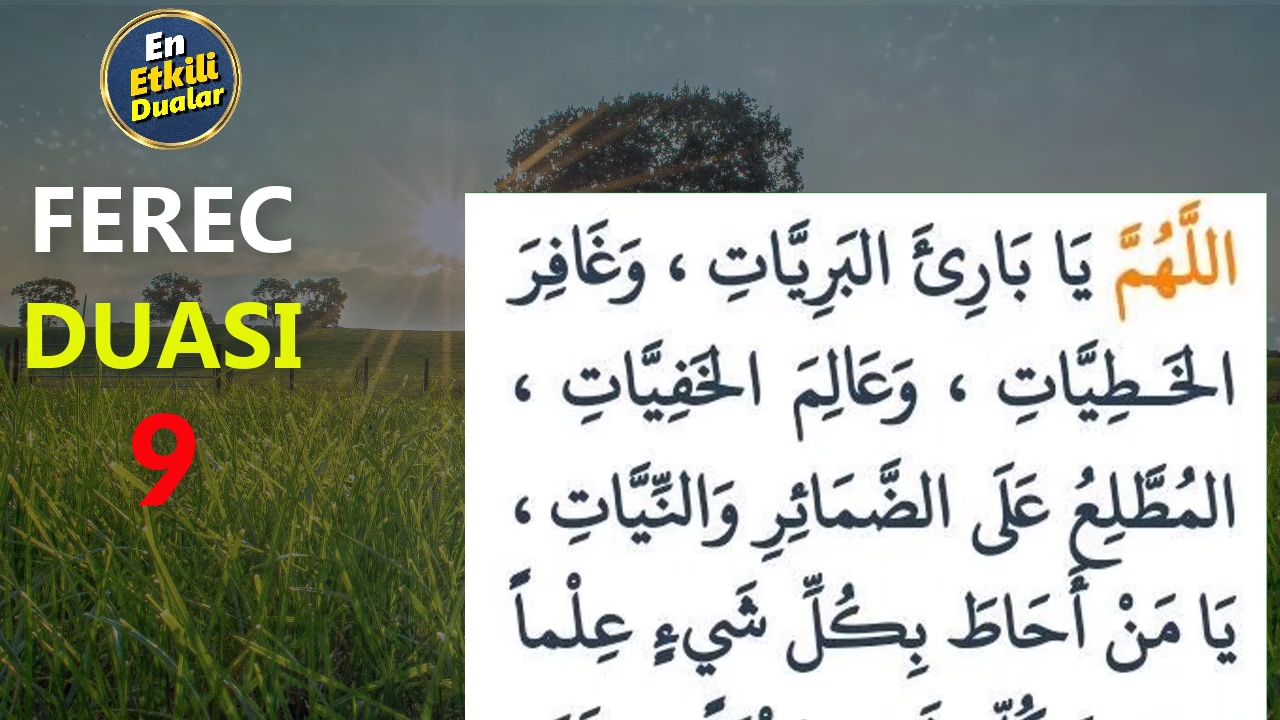 En
Etkili
Dualar
FEREC
DUASI
9
اللَّهُمَّ يَا بَارِئَ البَرِيَّاتِ ، وَغَافِرَ
الخَـطِيَّاتِ ، وَعَالِمَ الخَفِيَّاتِ ،
المُطَّلِعُ عَلَى الضَّمَائِرِ وَالنِّيَّاتِ ،
يَا مَنْ أَحَاطَ بِكُلِّ شَيءٍ عِلْماً